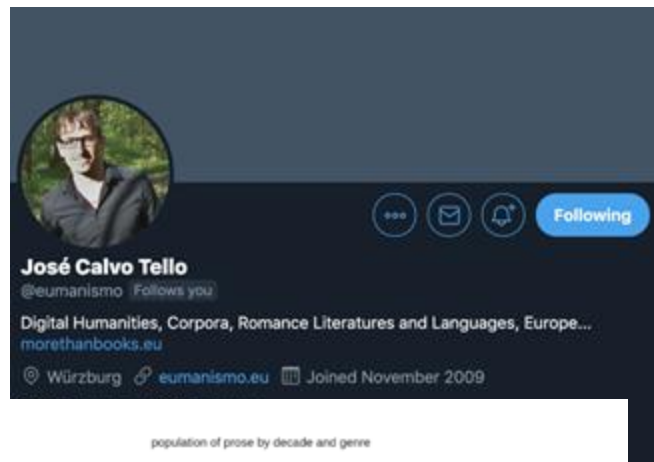 Following
José Calvo Tello
@eumanismo Follows you
Digital Humanities, Corpora, Romance Literatures and Languages, Europe...
morethanbooks.eu
Würzburg eumanismo.eu Joined November 2009
population of prose by decade and genre